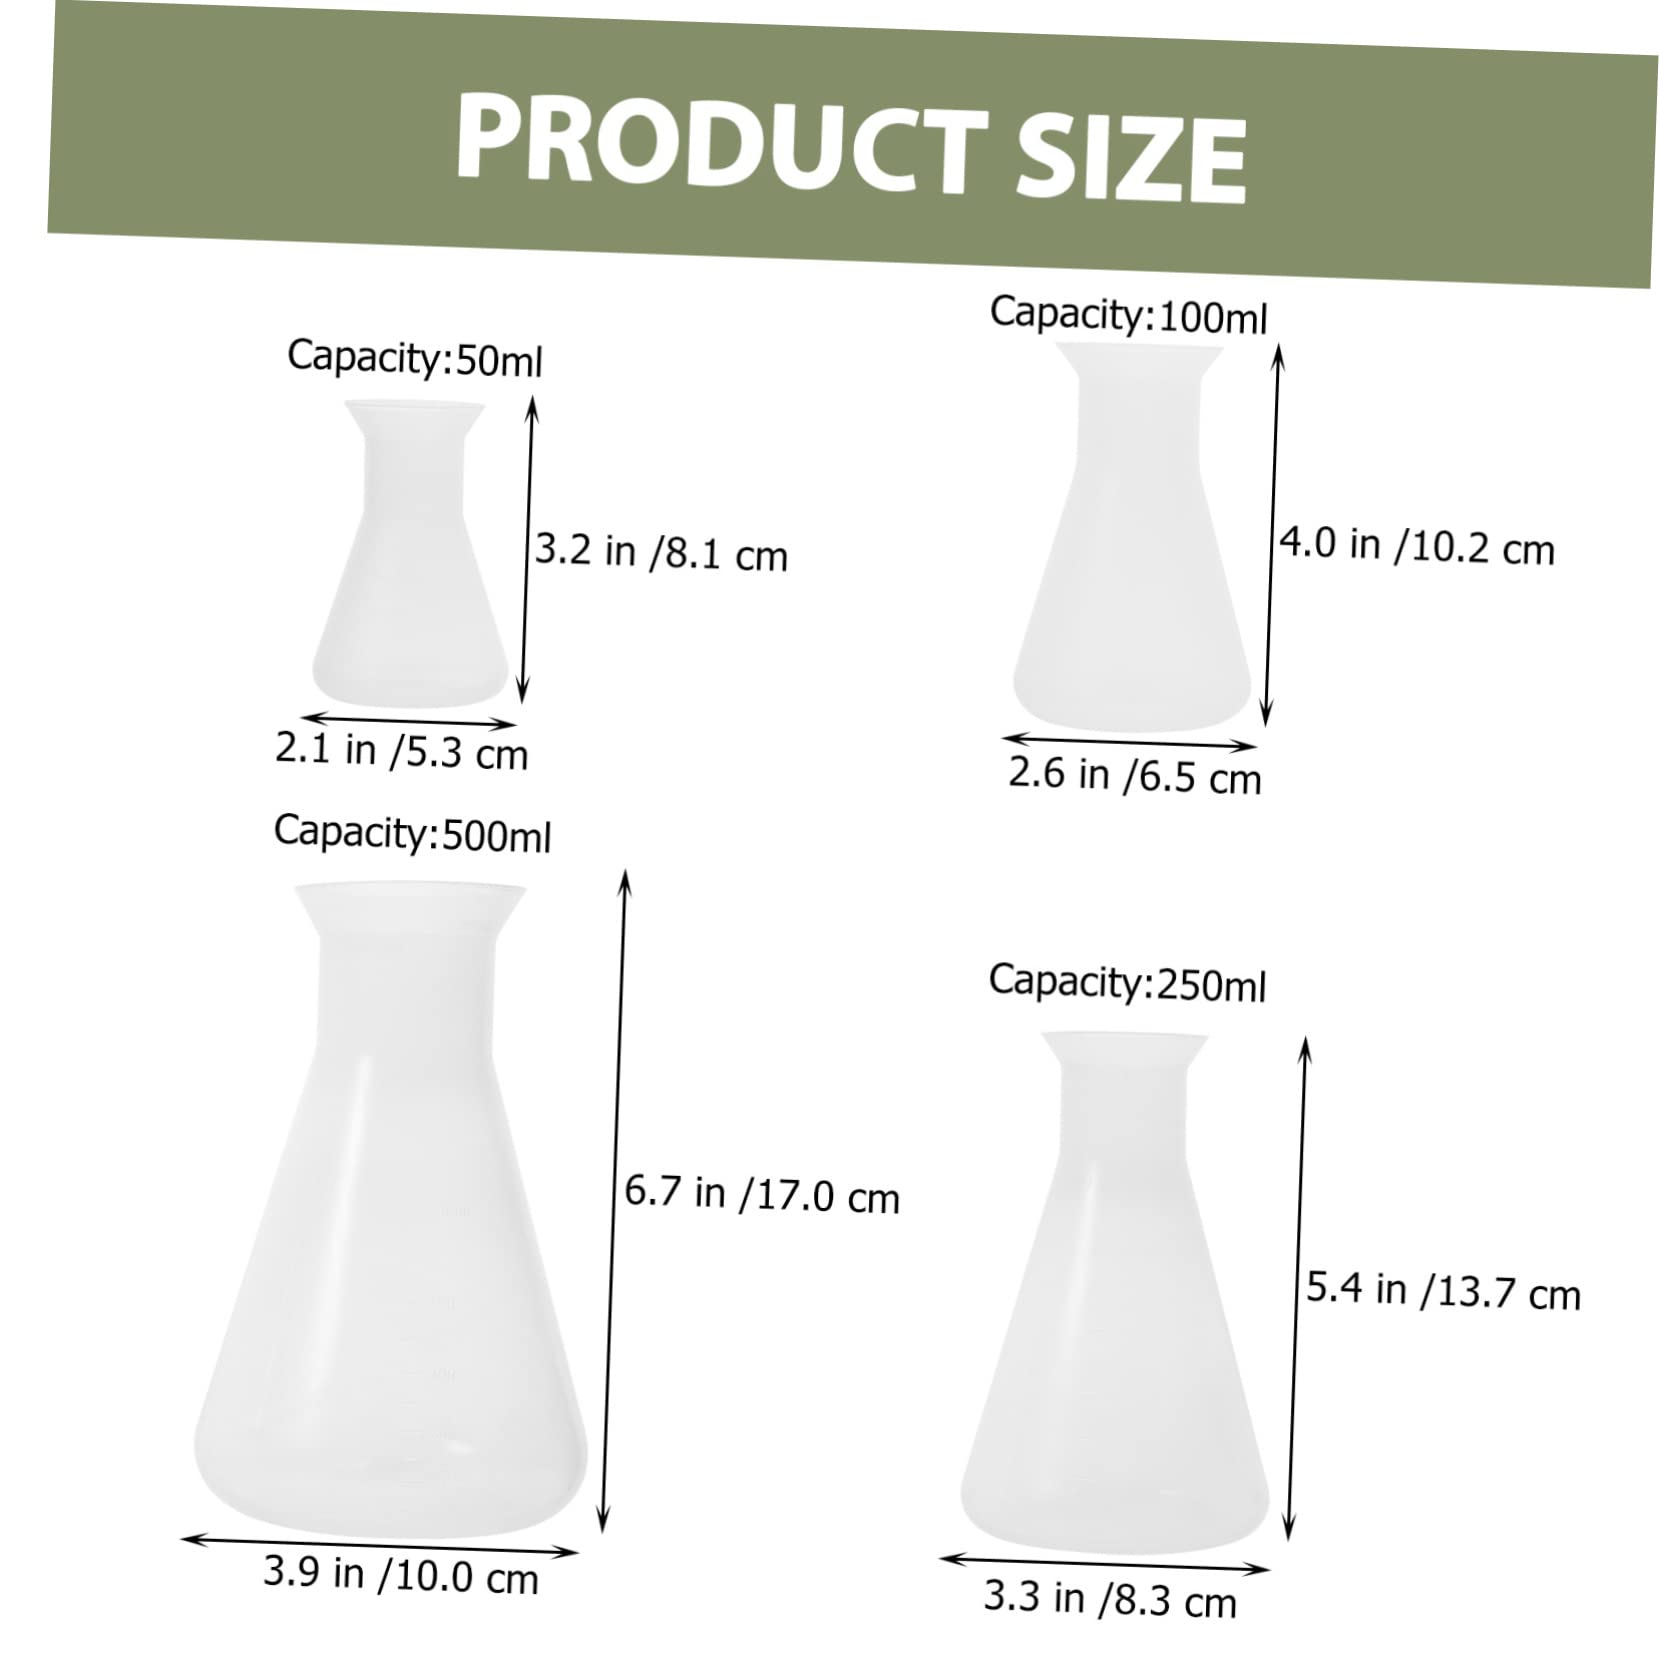 PRODUCT SIZE
Capacity:50ml
3.2 in /8.1 cm
2.1 in /5.3 cm
Capacity:100ml
4.0 in /10.2 cm
2.6 in /6.5 cm
Capacity:500ml
6.7 in /17.0 cm
3.9 in /10.0 cm
Capacity:250ml
5.4 in /13.7 cm
3.3 in /8.3 cm